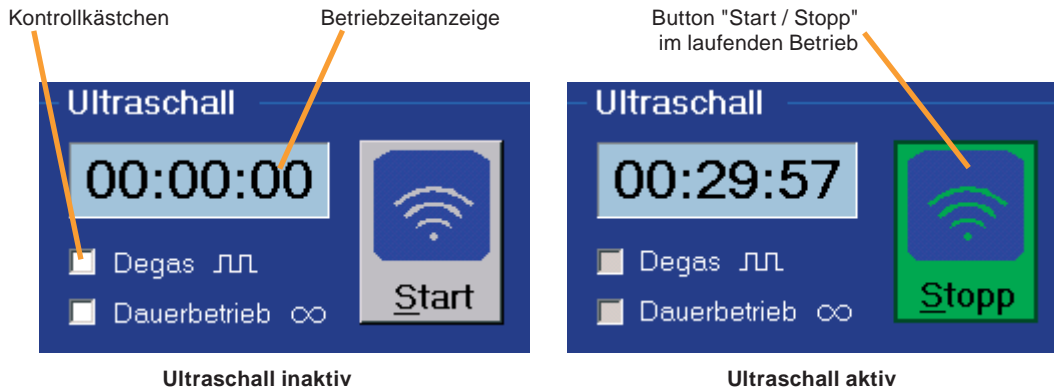 Kontrollkästchen
Betriebzeitanzeige
Button "Start / Stopp"
im laufenden Betrieb
Ultraschall
00:00:00
Degas
Dauerbetrieb ∞
Start
Ultraschall
00:29:57
Degas
Dauerbetrieb ∞
Stopp
Ultraschall inaktiv
Ultraschall aktiv